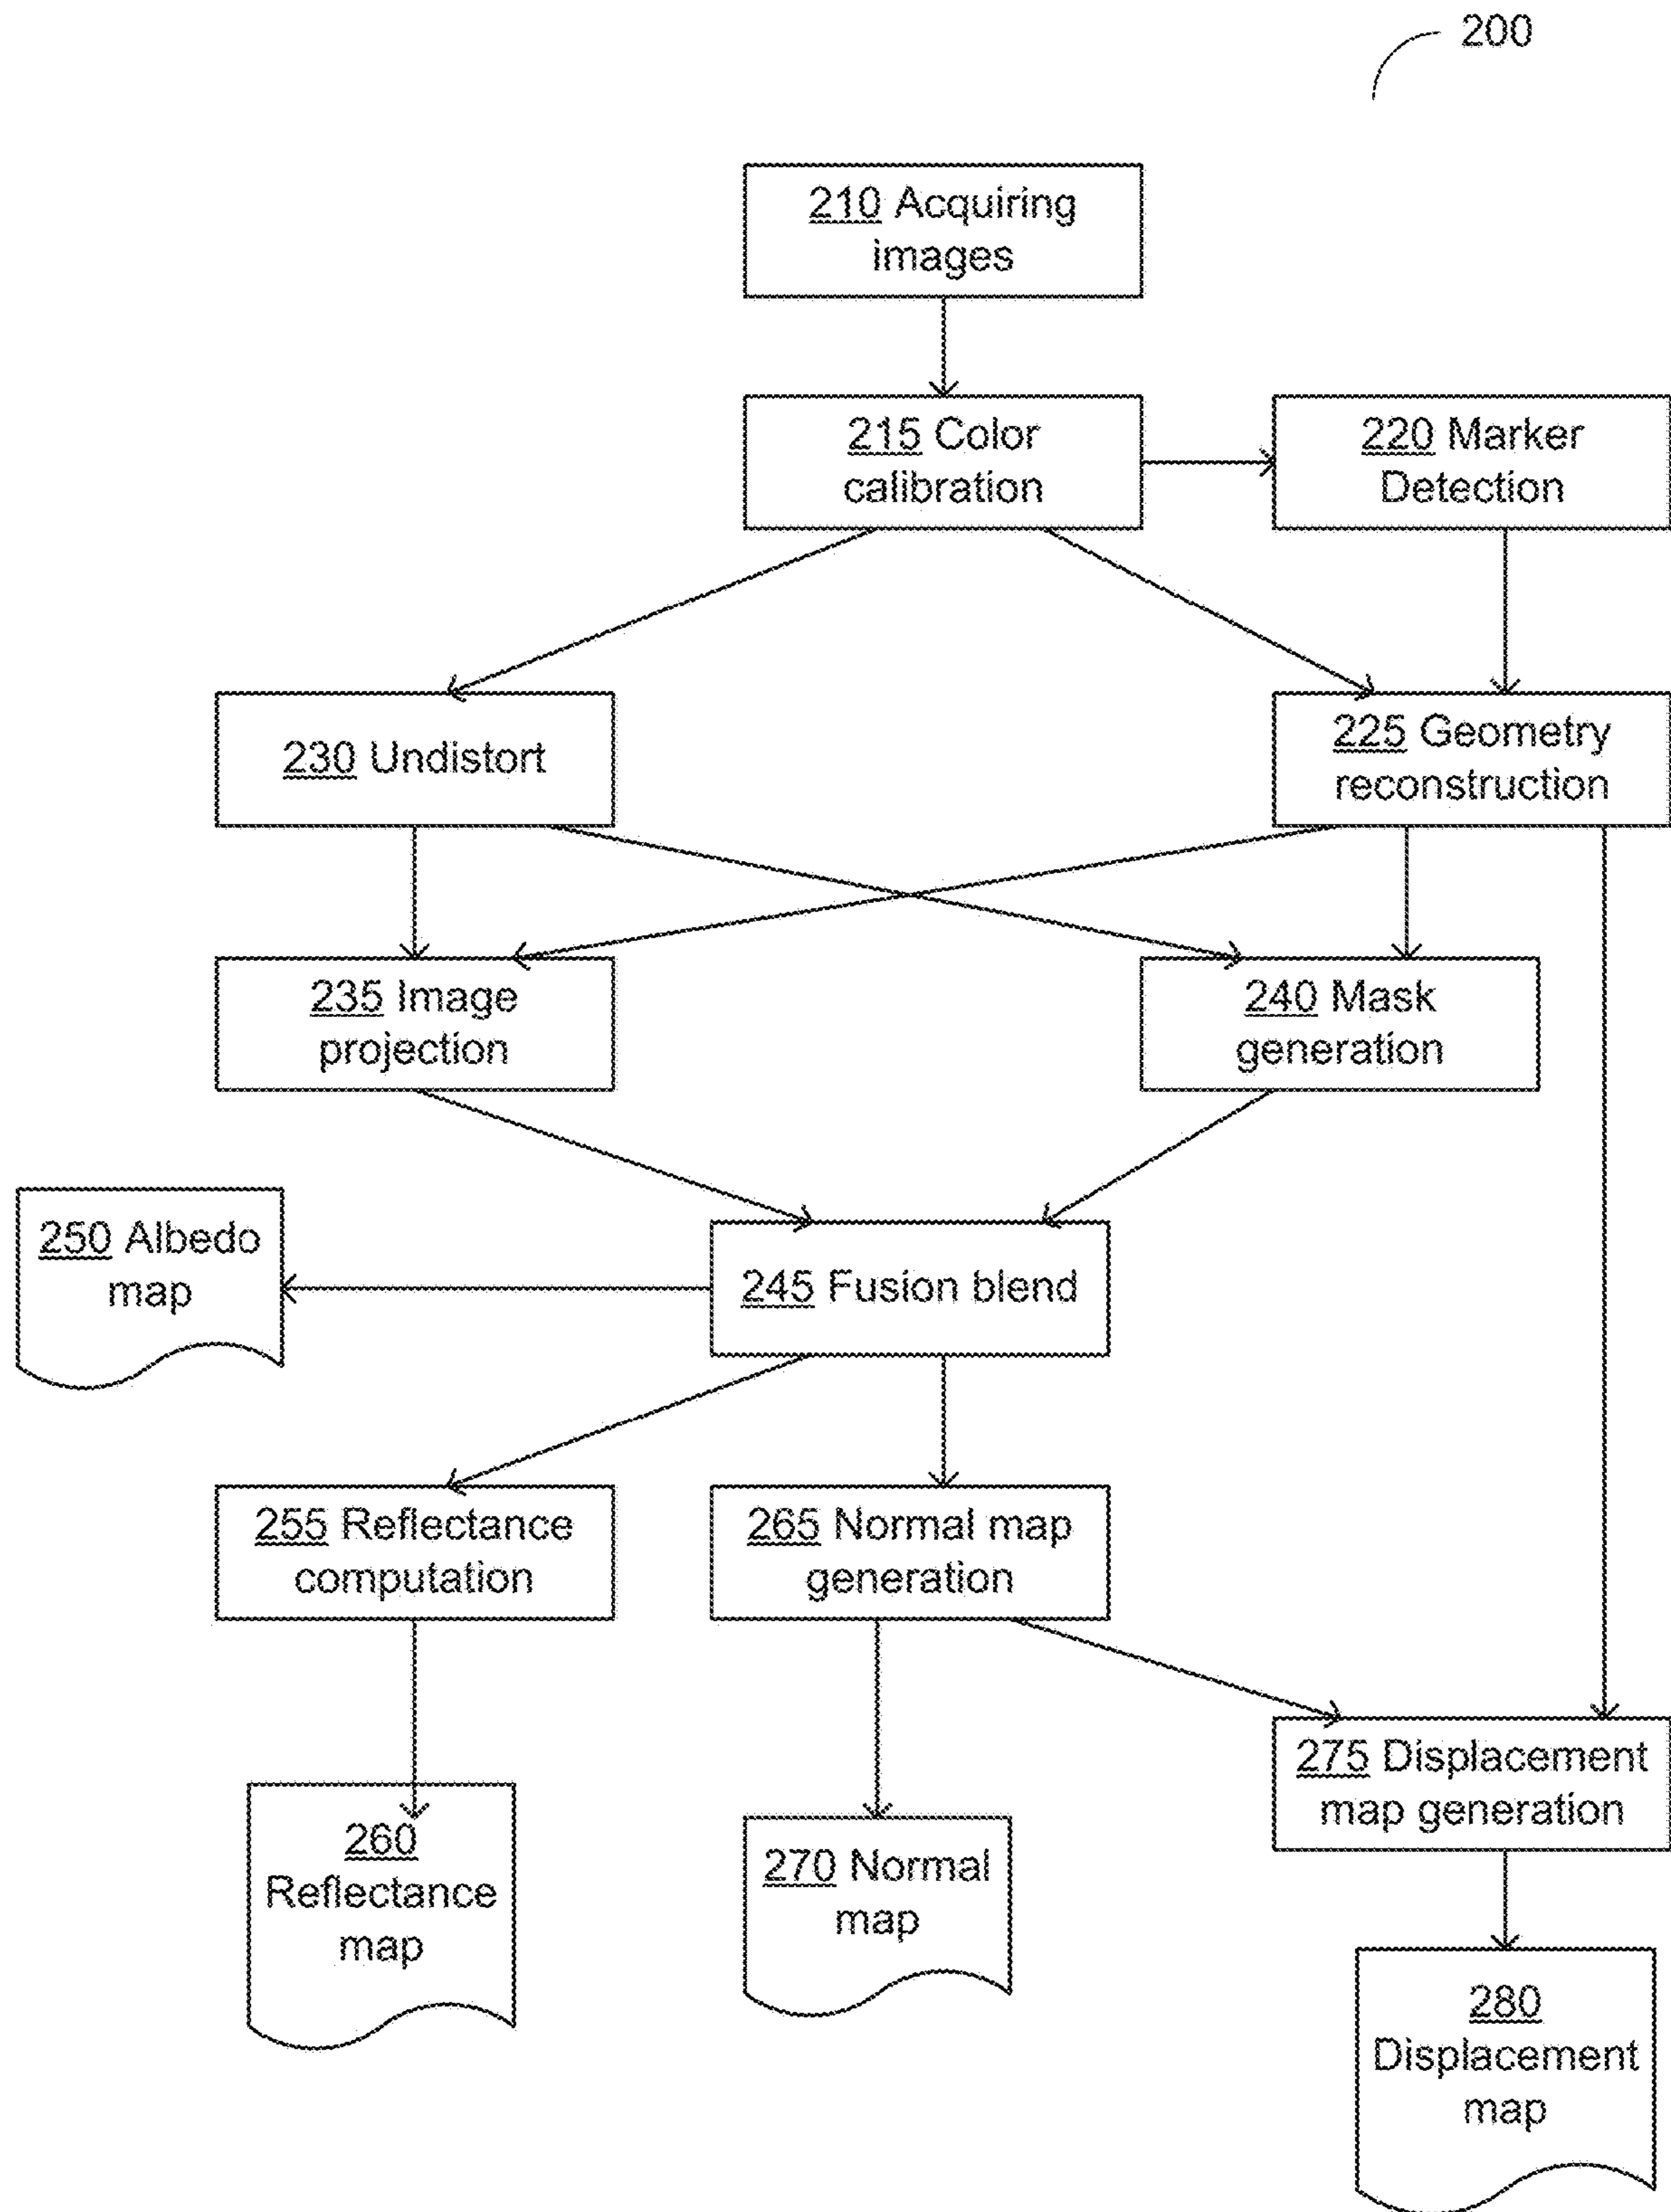 200
210 Acquiring
images
215 Color
calibration
220 Marker
Detection
230 Undistort
225 Geometry
reconstruction
235 Image
projection
240 Mask
generation
250 Albedo
map
245 Fusion blend
255 Reflectance
computation
265 Normal map
generation
275 Displacement
map generation
260
Reflectance
map
270 Normal
map
280
Displacement
map